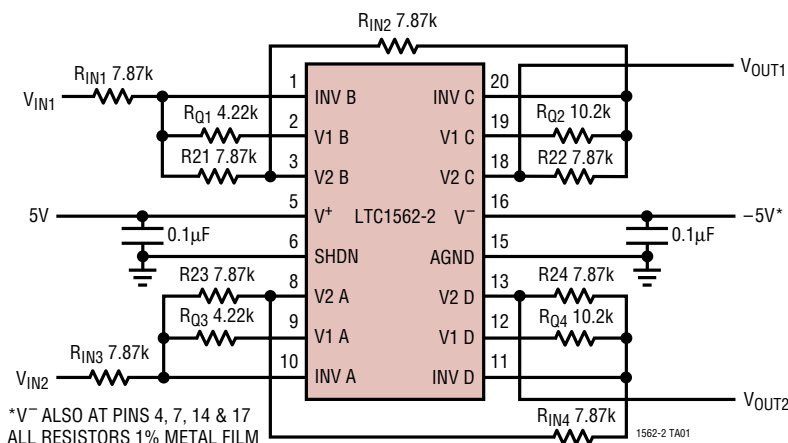 RIN2 7.87k
RIN1 7.87k
VIN1
RQ1 4.22k
R21 7.87k
1
2
3
5
6
8
9
10
INV B
V1 B
V2 B
V+
SHDN
V2 A
V1 A
INV A
LTC1562-2
INV C
V1 C
V2 C
V–
AGND
V2 D
V1 D
INV D
20
19
18
16
15
13
12
11
VOUT1
RQ2 10.2k
R22 7.87k
5V
0.1µF
–5V*
0.1µF
R23 7.87k
RQ3 4.22k
RIN3 7.87k
VIN2
R24 7.87k
RQ4 10.2k
VOUT2
RIN4 7.87k
*V– ALSO AT PINS 4, 7, 14 & 17
ALL RESISTORS 1% METAL FILM
1562-2 TA01